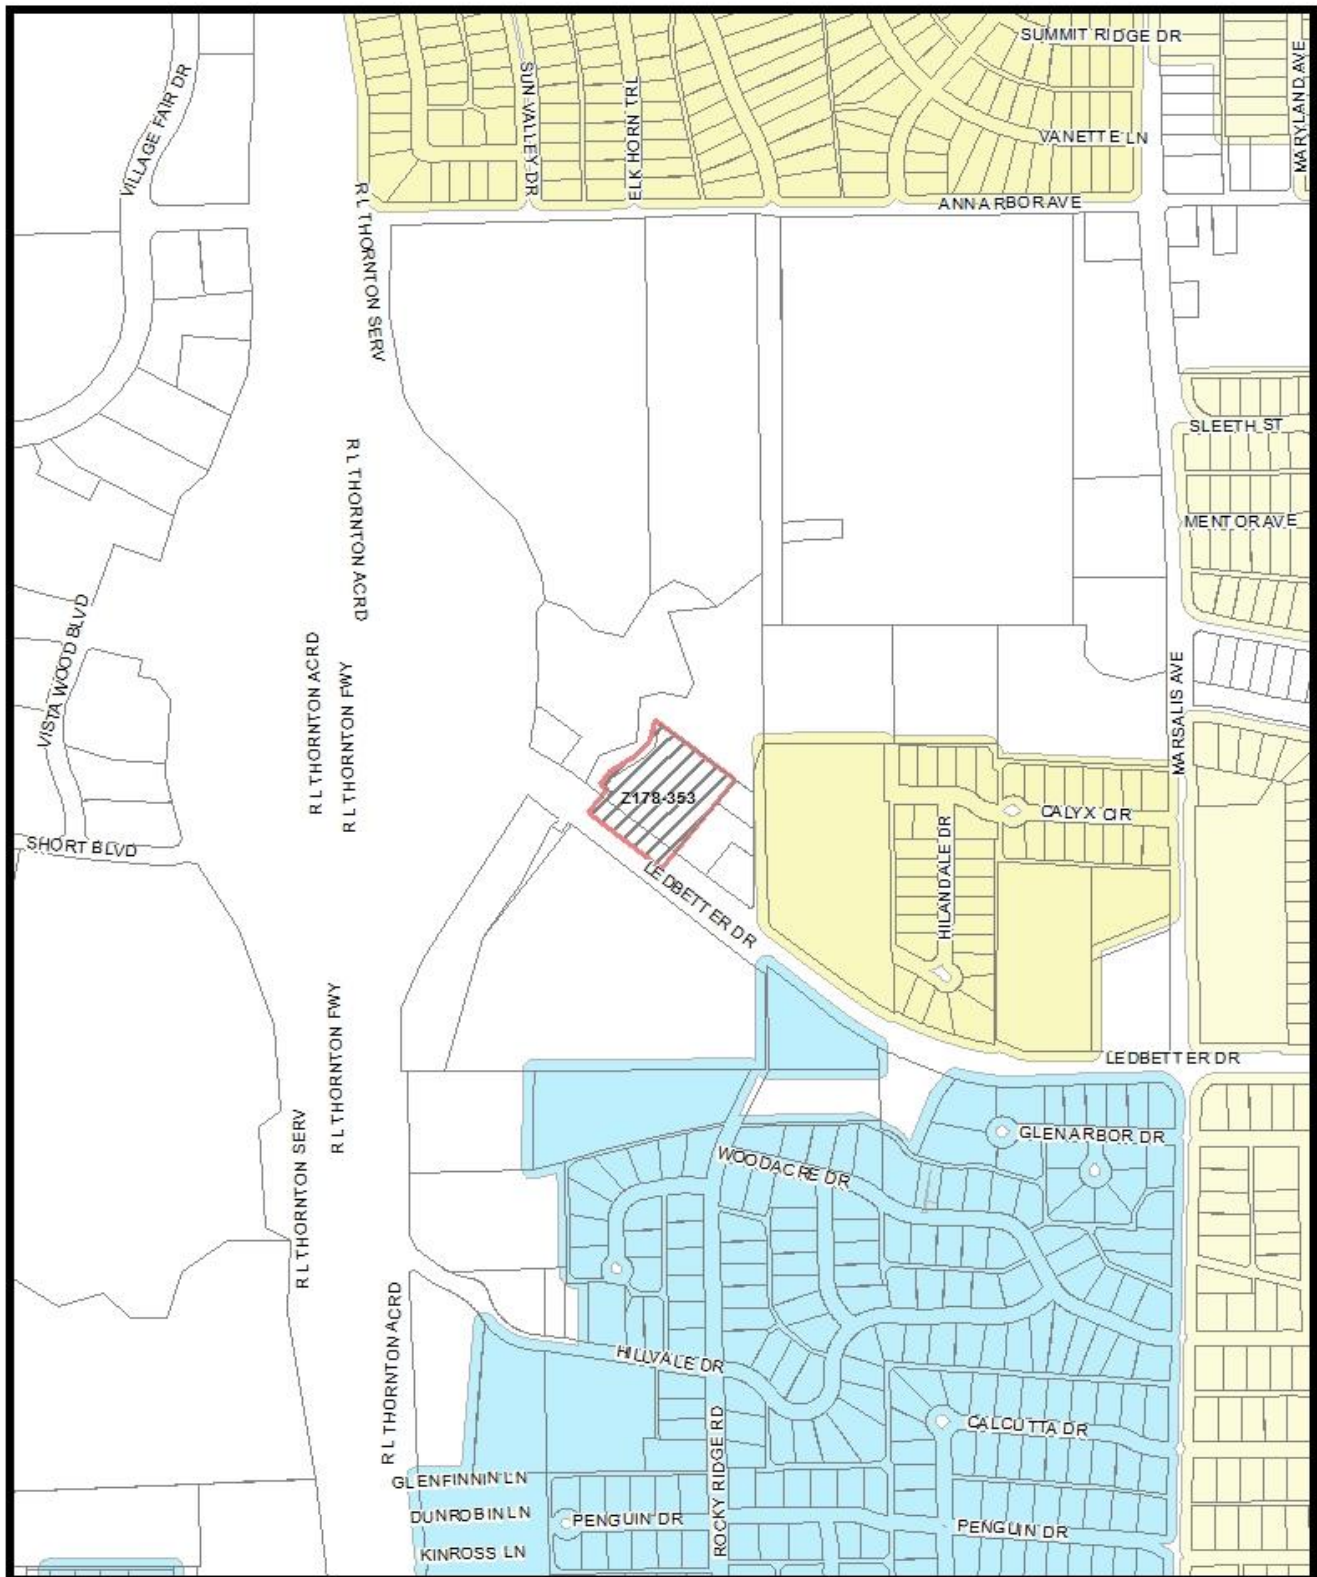 SUMMIT RIDGE DR
VILLAGE FAIR DR
SUN VALLEY DR
ELK HORN TRL
MARYLAND AVE
VANETTE LN
ANN ARBOR AVE
R L THORNTON SERV
SLEETH ST
R L THORNTON ACRD
MENTOR AVE
VISTA WOOD BLVD
R L THORNTON ACRD
R L THORNTON FWY
MARSALIS AVE
Z178-353
CALYX CIR
SHORT BLVD
HILANDALE DR
LEDBETTER DR
R L THORNTON FWY
LEDBETTER DR
R L THORNTON SERV
GLENARBOR DR
WOODACRE DR
R L THORNTON ACRD
HILLVALE DR
ROCKY RIDGE RD
CALCUTTA DR
GLENFINNIN LN
DUNROBIN LN
PENGUIN DR
PENGUIN DR
KINROSS LN